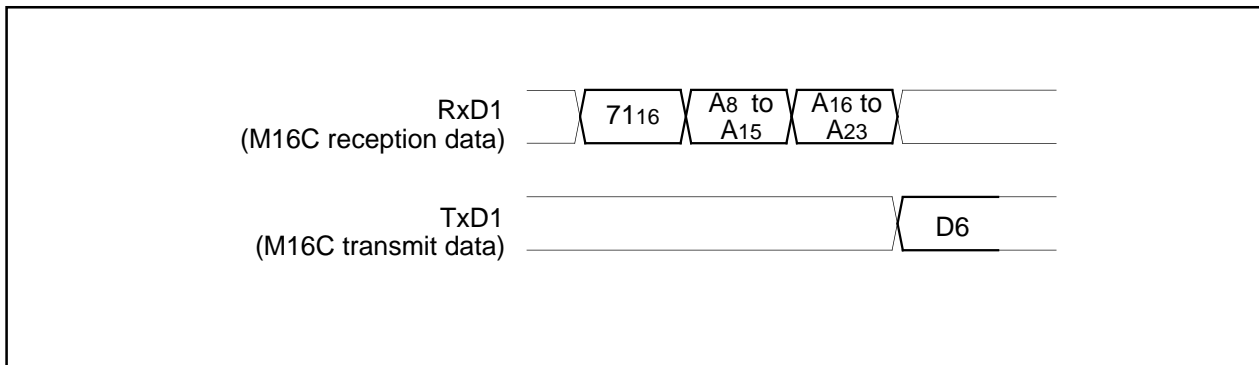 RxD1
(M16C reception data)
7116
A8 to
A15
A16 to
A23
TxD1
(M16C transmit data)
D6